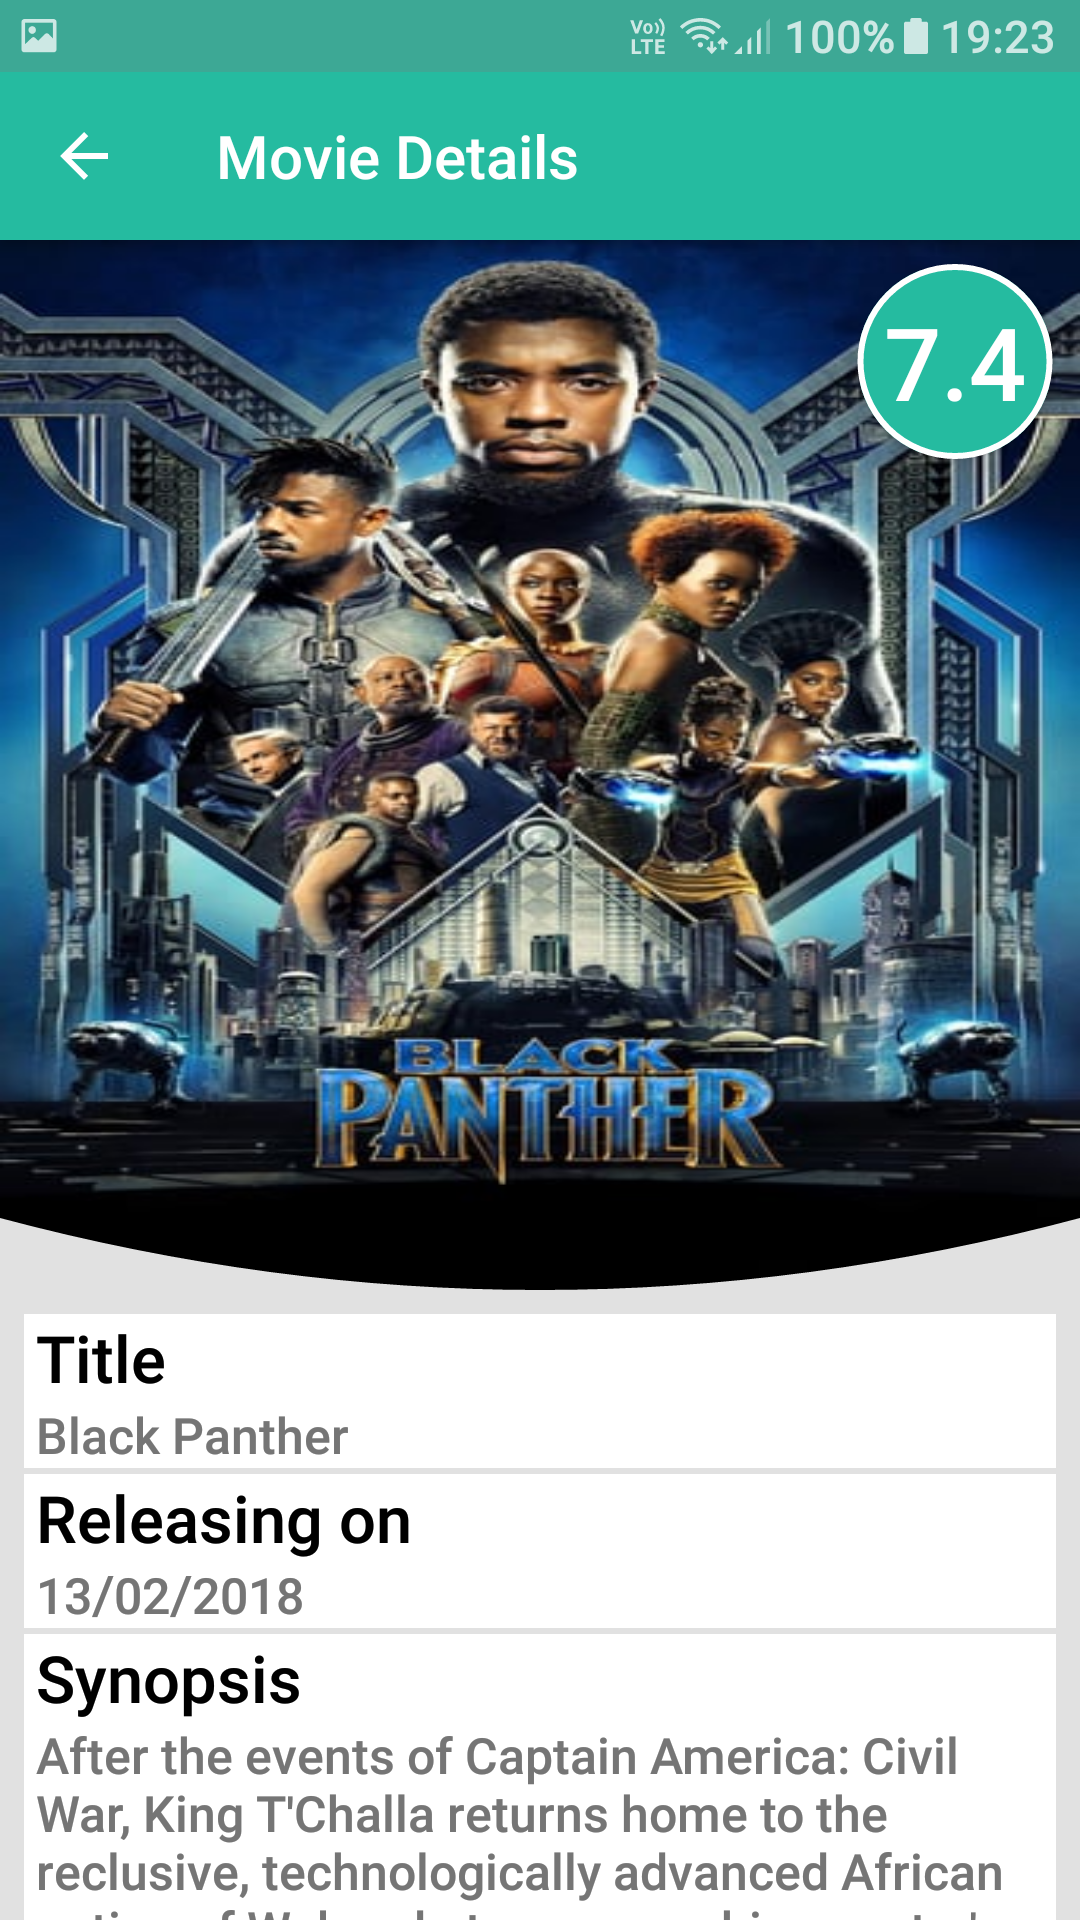 Vo)) LTE 100% 19:23
Movie Details
7.4
BLACK
PANTHER
Title
Black Panther
Releasing on
13/02/2018
Synopsis
After the events of Captain America: Civil
War, King T'Challa returns home to the
reclusive, technologically advanced African